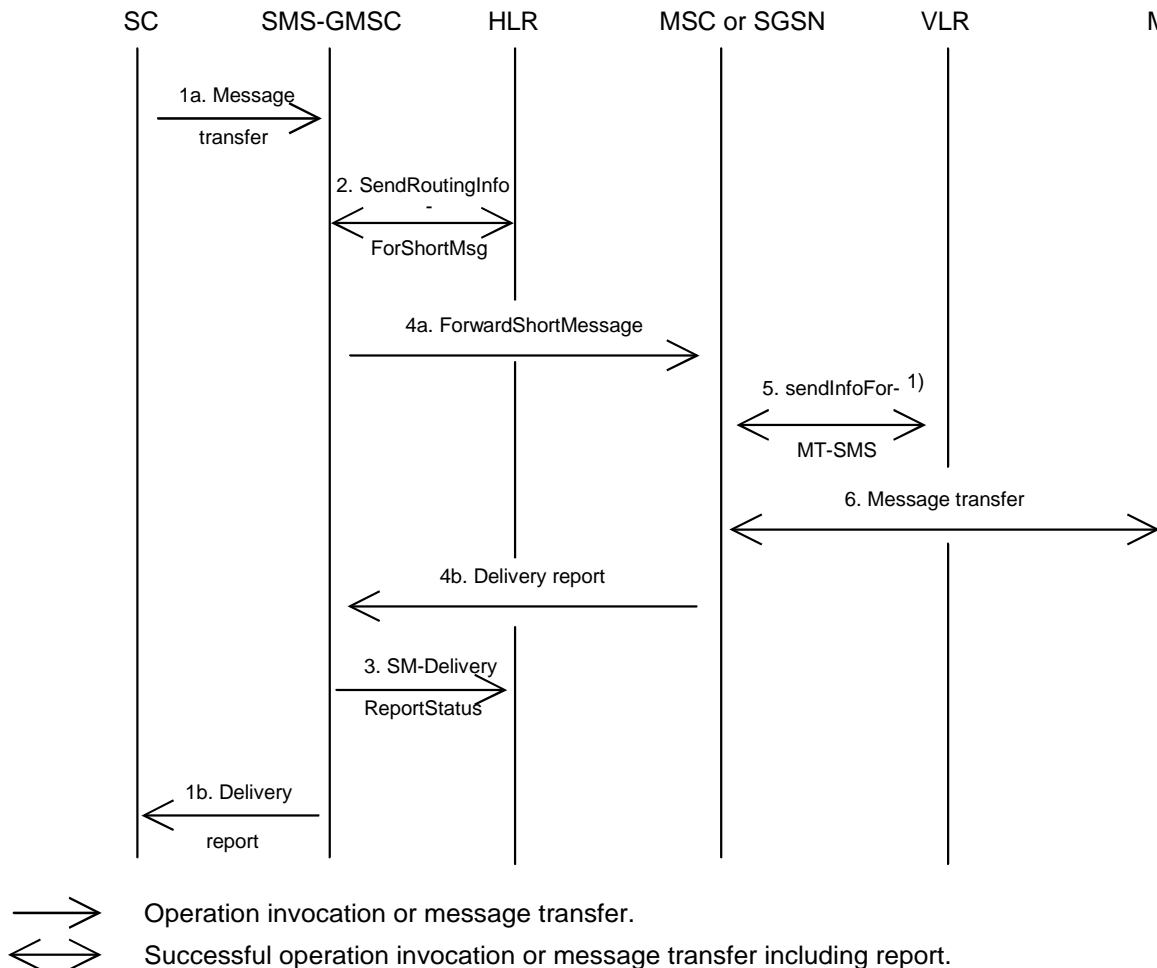 SC SMS-GMSC HLR MSC or SGSN VLR M
1a. Message
transfer
2. SendRoutingInfo
-
ForShortMsg
4a. ForwardShortMessage
5. sendInfoFor- 1)
MT-SMS
6. Message transfer
4b. Delivery report
3. SM-Delivery
ReportStatus
1b. Delivery
report
Operation invocation or message transfer.
Successful operation invocation or message transfer including report.